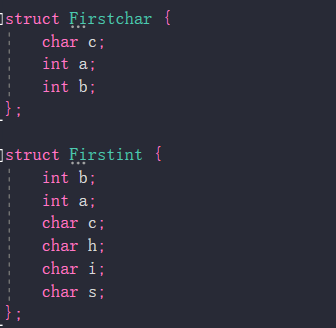 struct Firstchar {
    char c;
    int a;
    int b;
};

struct Firstint {
    int b;
    int a;
    char c;
    char h;
    char i;
    char s;
};